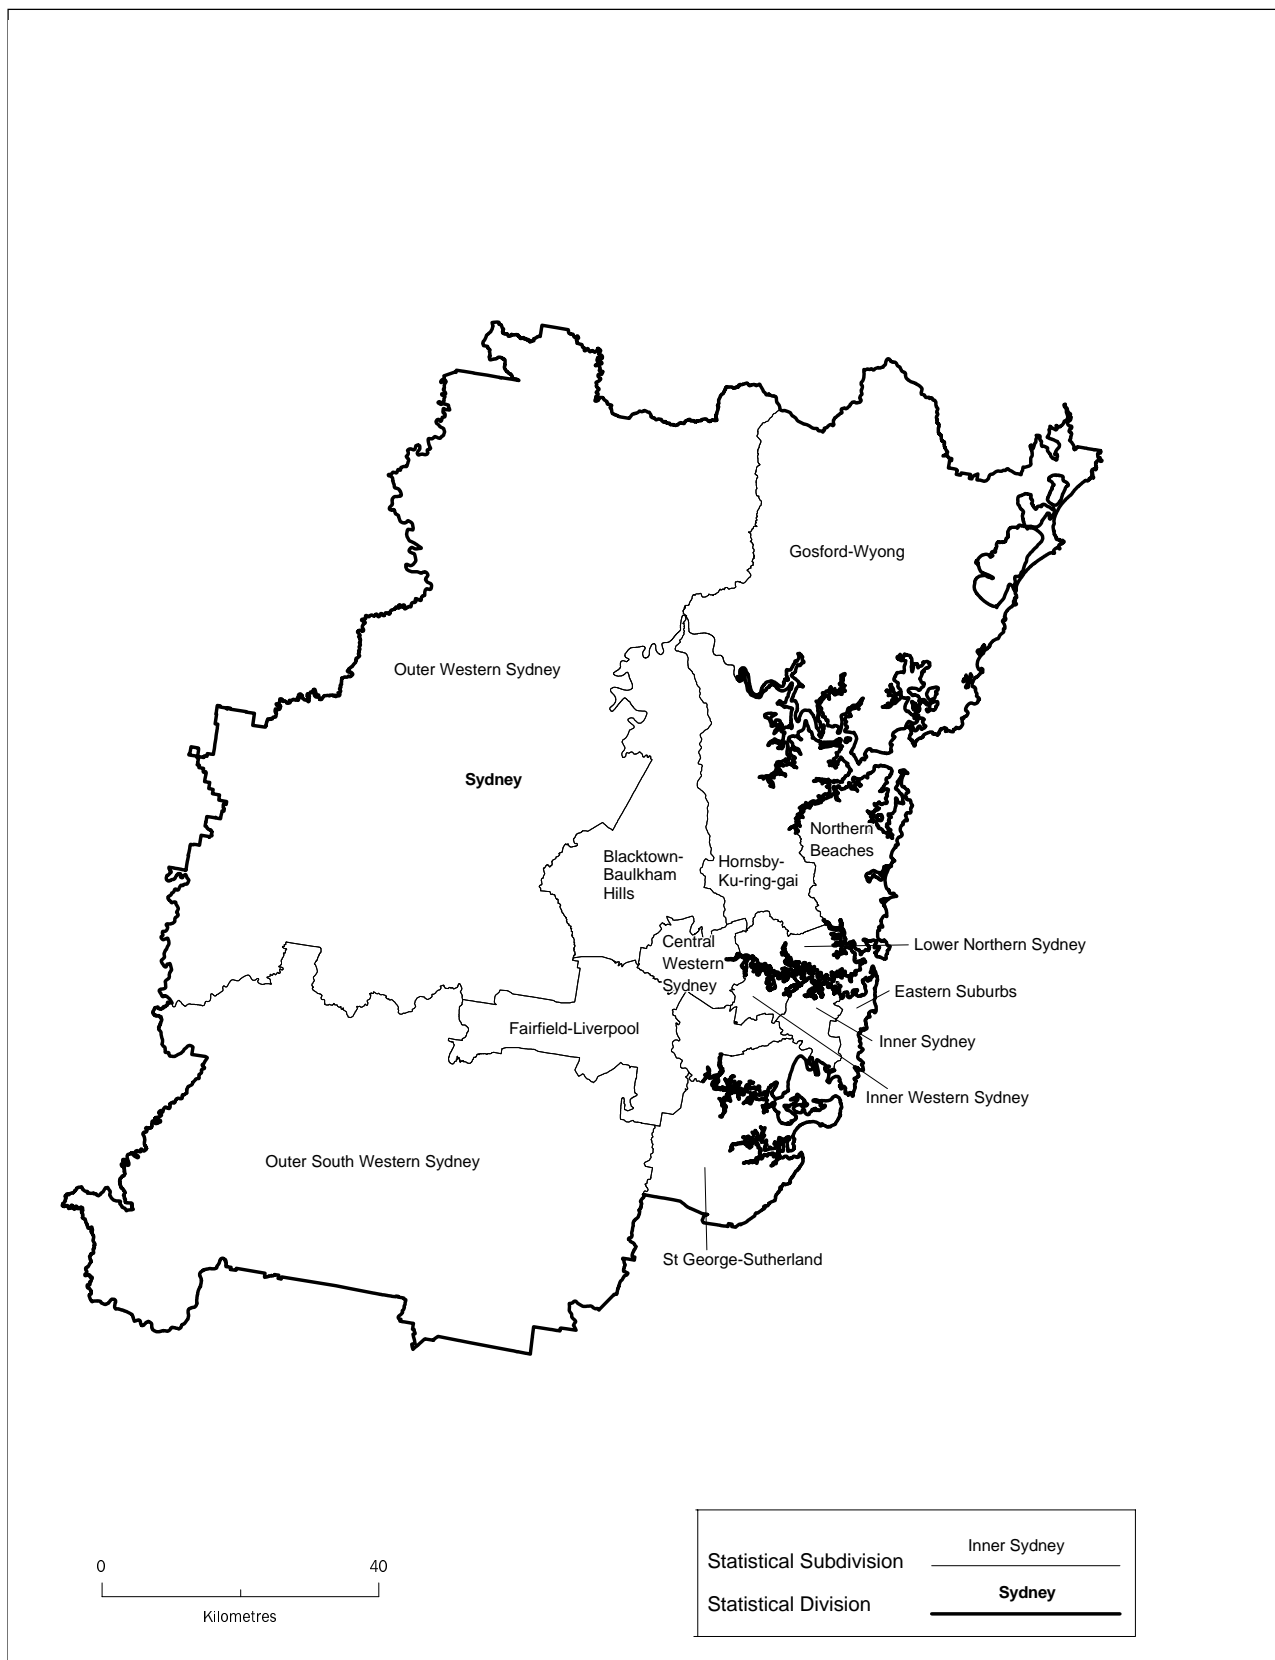 Gosford-Wyong
Outer Western Sydney
Sydney
Northern
Beaches
Blacktown-
Baulkham
Hills
Hornsby-
Ku-ring-gai
Central
Western
Sydney
Lower Northern Sydney
Eastern Suburbs
Fairfield-Liverpool
Inner Sydney
Inner Western Sydney
Outer South Western Sydney
St George-Sutherland
0 40
Kilometres
Statistical Subdivision Inner Sydney
Statistical Division Sydney